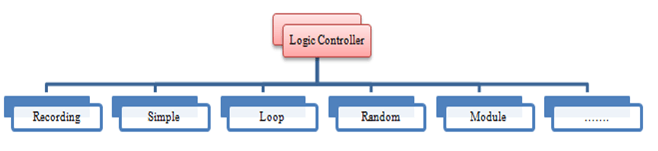 Logic Controller
Recording
Simple
Loop
Random
Module
.......